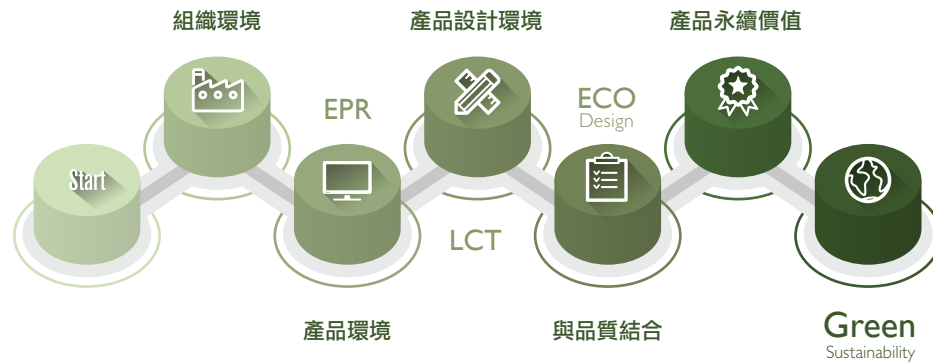 組織環境
產品設計環境
產品永續價值
EPR
ECO
Design
Start
LCT
產品環境
與品質結合
Green
Sustainability